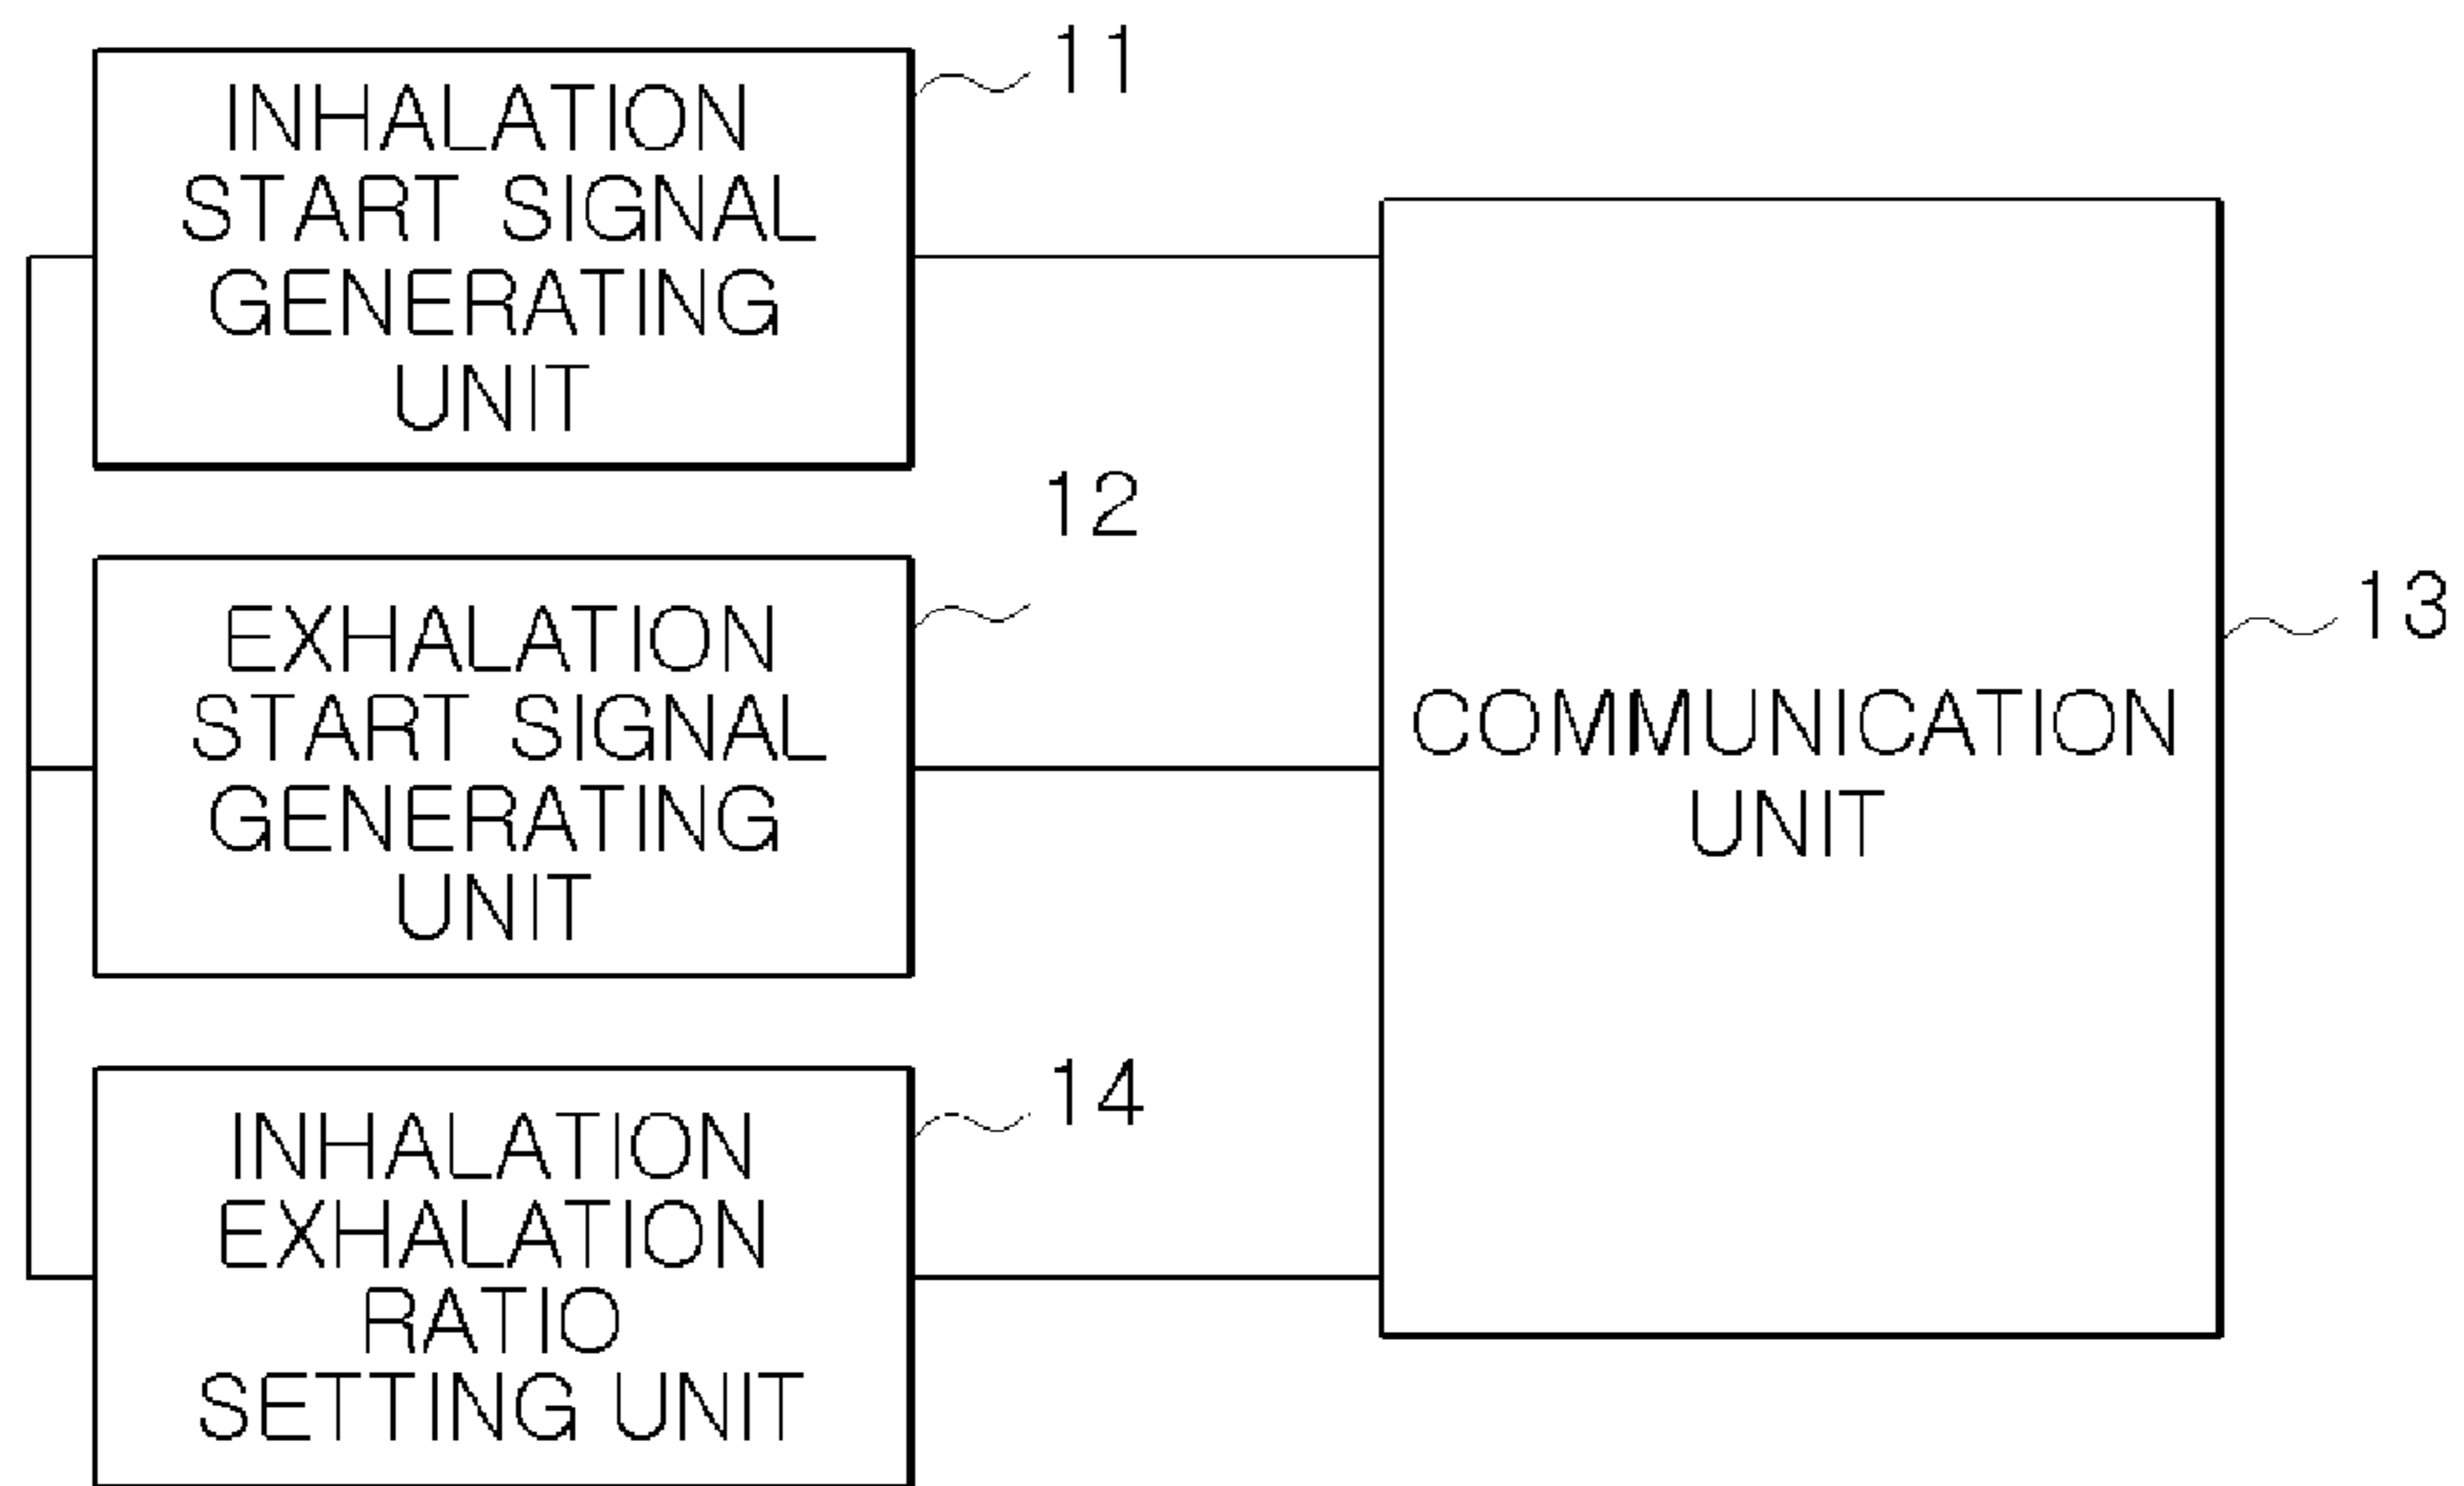 11
INHALATION
START SIGNAL
GENERATING
UNIT
12
EXHALATION
START SIGNAL
GENERATING
UNIT
13
COMMUNICATION
UNIT
14
INHALATION
EXHALATION
RATIO
SETTING UNIT